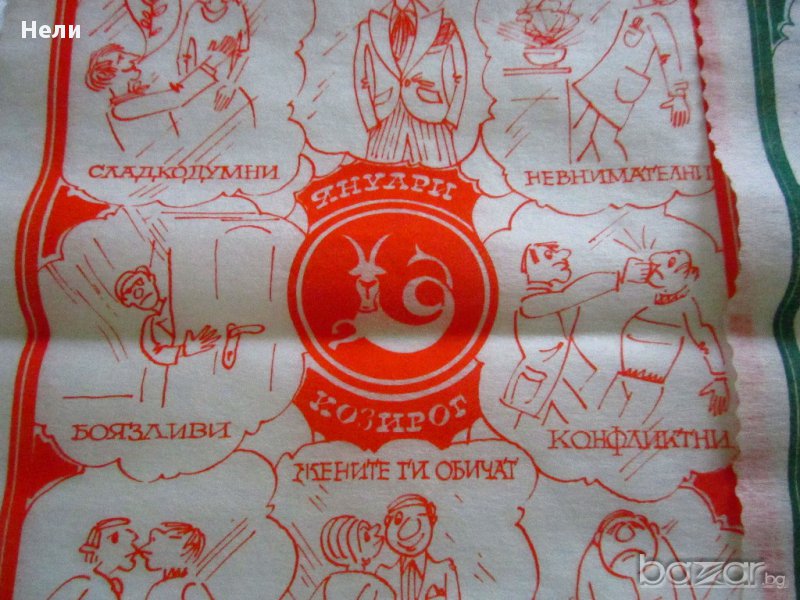 Нели
СЛАДКОДУМНИ
НЕВНИМАТЕЛНИ
ЯНУАРИ
КОЗИРОГ
БОЯЗЛИВИ
КОНФЛИКТНИ
ЖЕНИТЕ ГИ ОБИЧАТ
bazar.bg